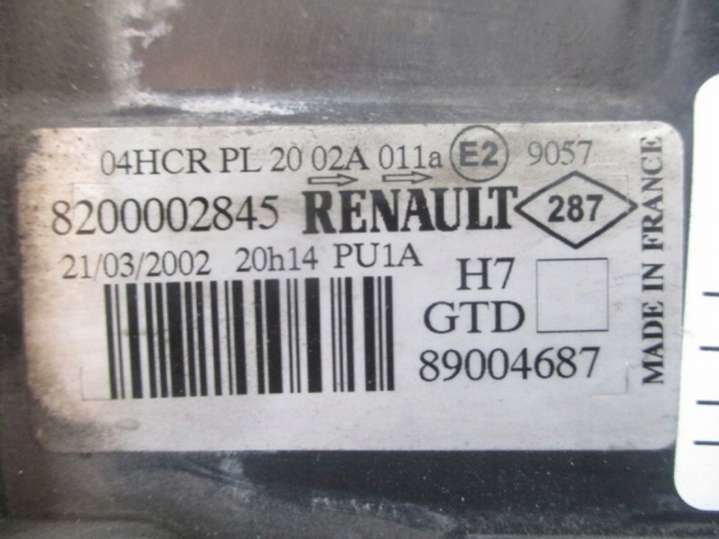 04HCR PL 20 02A 011a E2 9057
8200002845 RENAULT 287
21/03/2002 20h14 PU1A
H7
GTD
89004687
MADE IN FRANCE